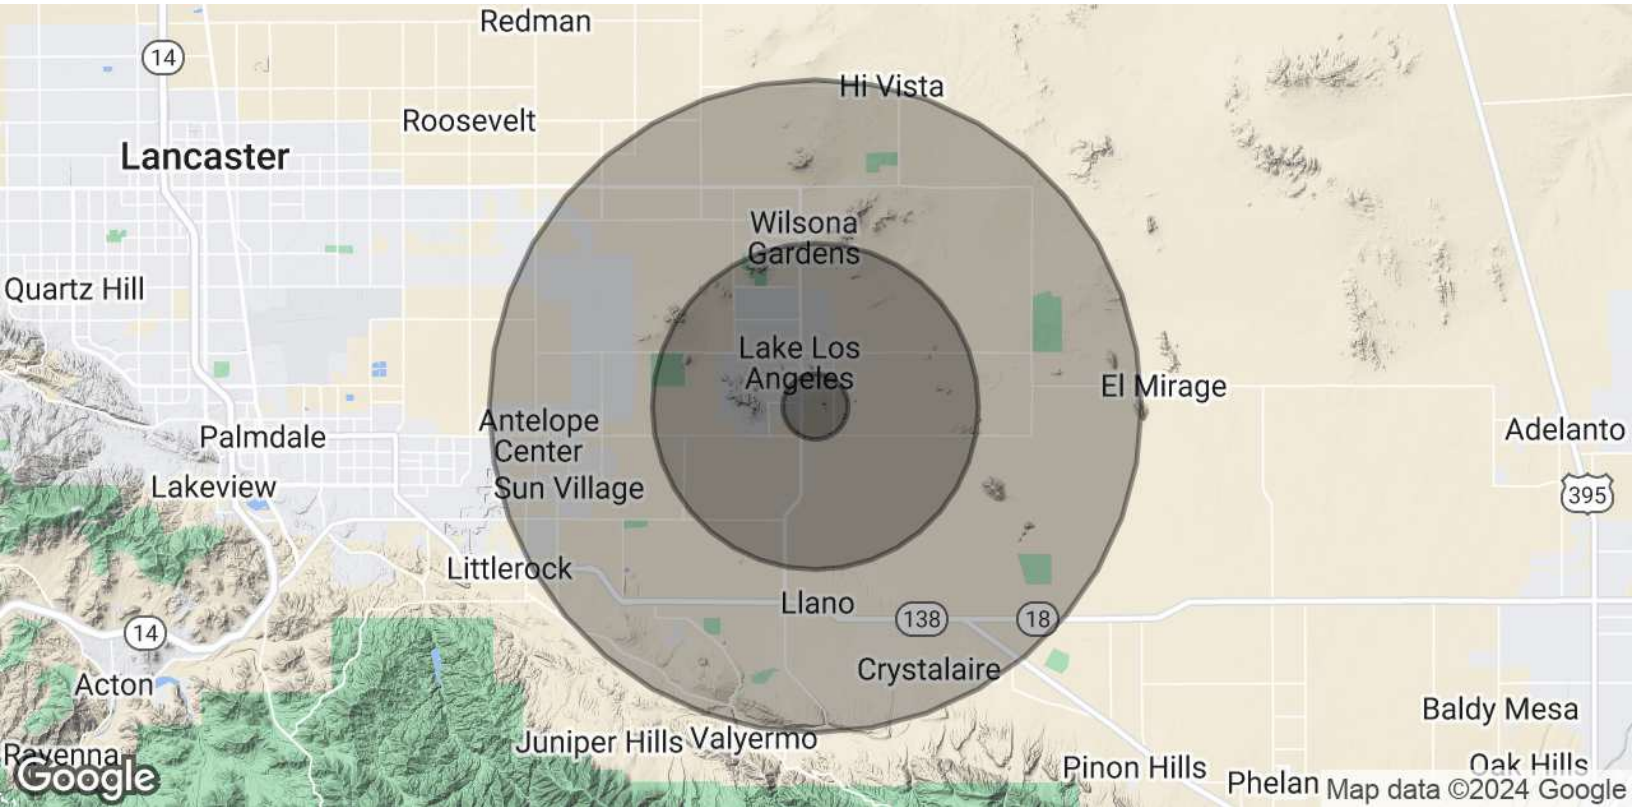 Redman
14
Hi Vista
Roosevelt
Lancaster
Wilsona
Gardens
Quartz Hill
Lake Los
Angeles
El Mirage
Antelope
Center
Adelanto
Palmdale
Lakeview
Sun Village
395
Littlerock
Llano
138
18
14
Crystalaire
Acton
Baldy Mesa
Juniper Hills
Valyermo
Ravenna
Pinon Hills
Oak Hills
Phelan
Google
Map data ©2024 Google